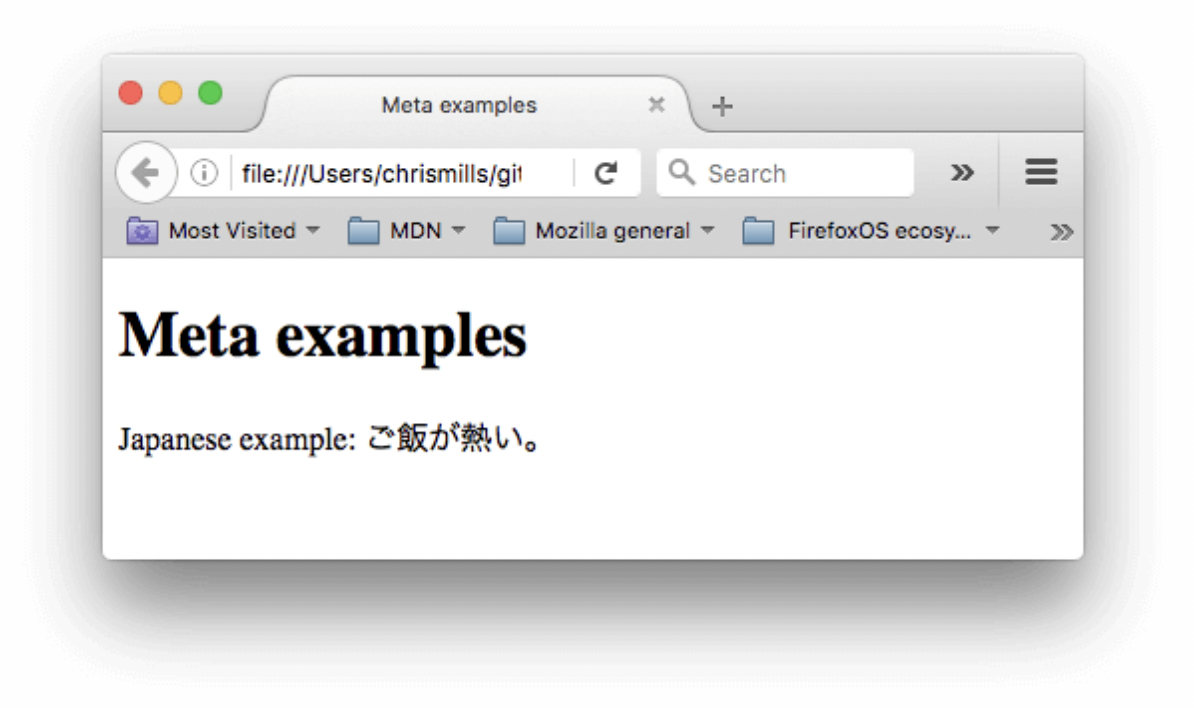 Meta examples
file:///Users/chrismills/git
Search
Most Visited MDN Mozilla general FirefoxOS ecosy...
Meta examples
Japanese example: ご飯が熱い。